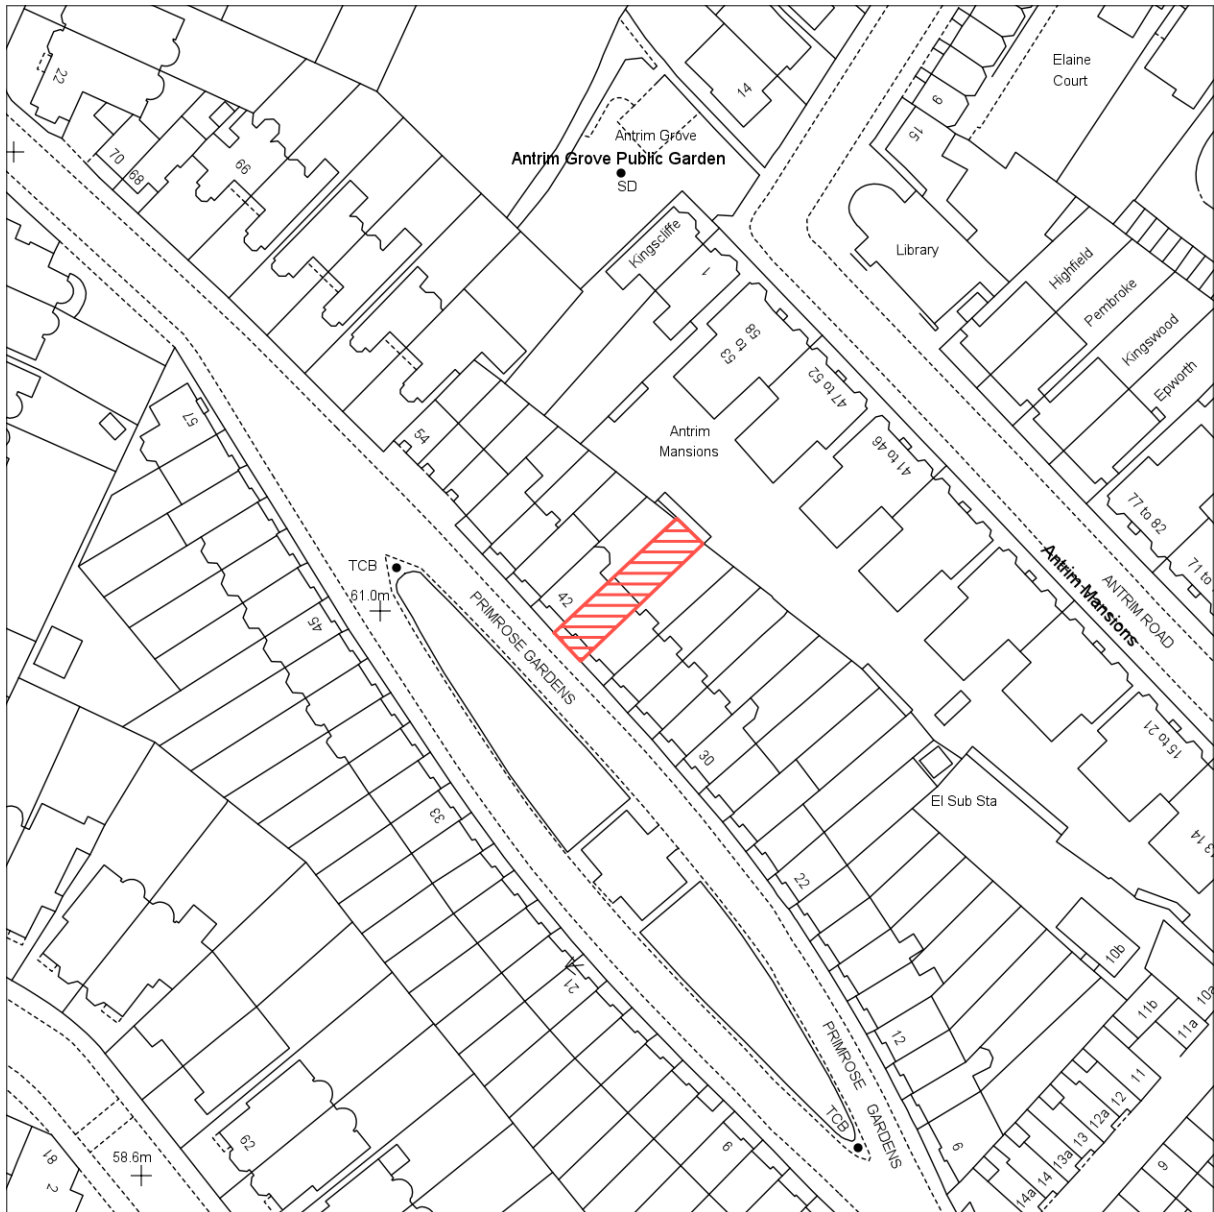 22
70
68
66
14
Antrim Grove
Antrim Grove Public Garden
SD
Elaine
Court
9
15
Library
Kingscliffe
1
53 to 58
47 to 52
41 to 46
Highfield
Pembroke
Kingswood
Epworth
77 to 82
71 to
57
54
Antrim
Mansions
TCB
61.0m
42
45
PRIMROSE GARDENS
ANTRIM ROAD
Antrim Mansions
15 to 21
30
33
El Sub Sta
13 14
22
21
10b
10a
11b
11a
12
PRIMROSE GARDENS
TCB
11
12
12a
13
13a
14
14a
6
6
9
62
58.6m
81
2